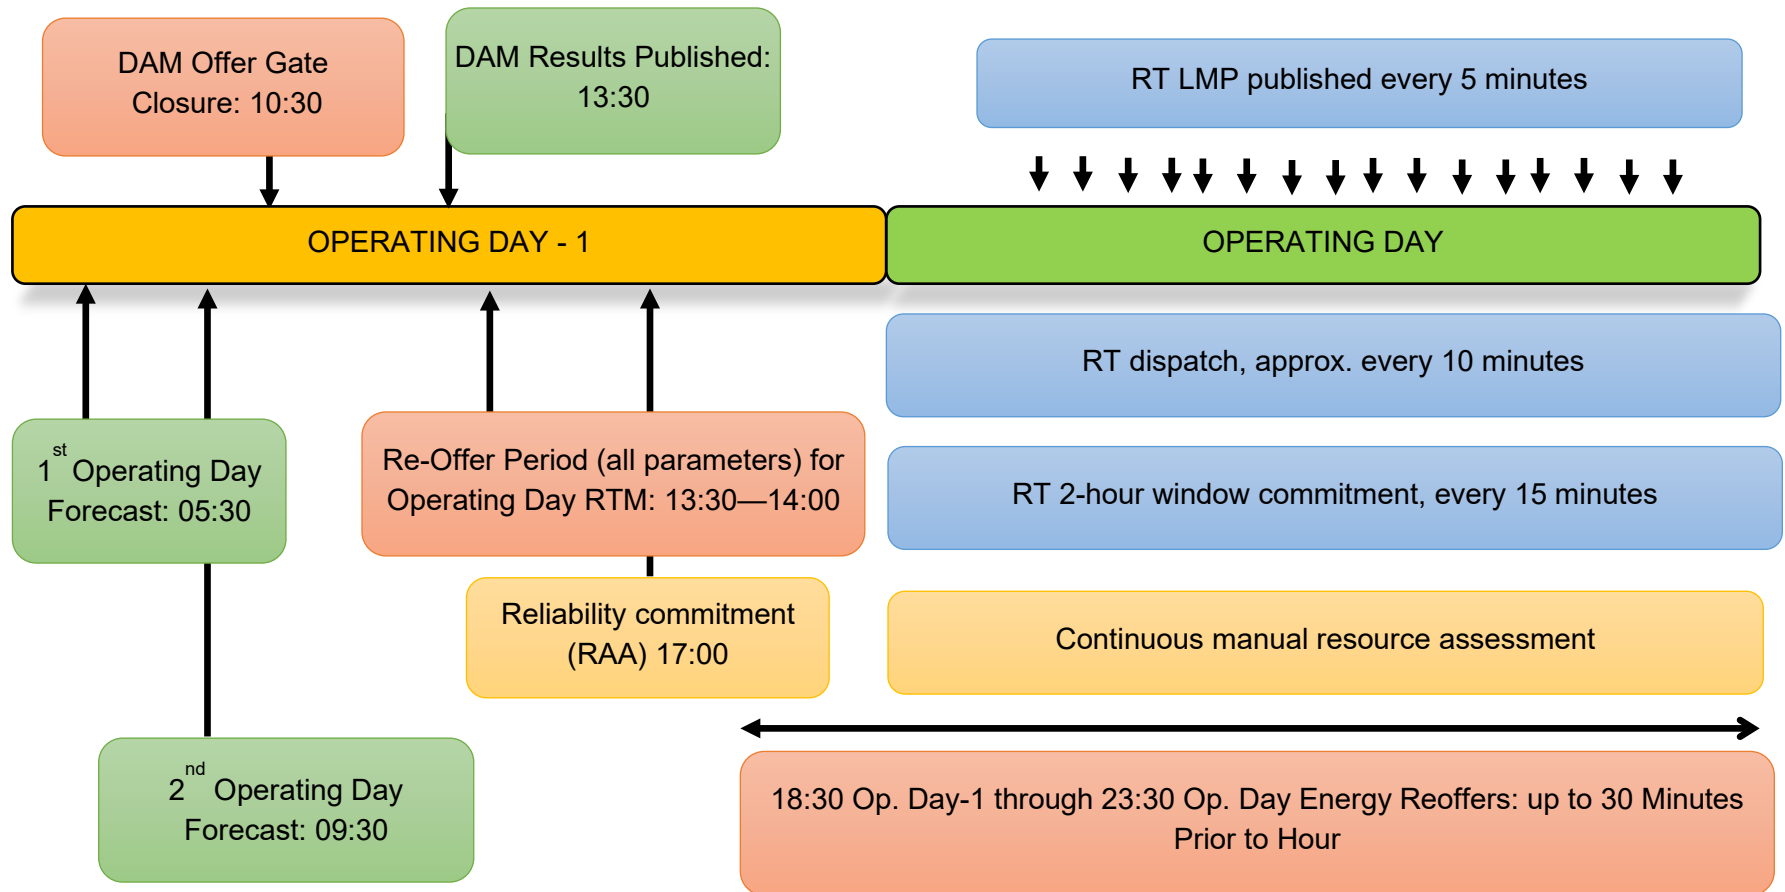 DAM Offer Gate
Closure: 10:30
DAM Results Published:
13:30
RT LMP published every 5 minutes
OPERATING DAY - 1
OPERATING DAY
1st Operating Day
Forecast: 05:30
Re-Offer Period (all parameters) for
Operating Day RTM: 13:30—14:00
RT dispatch, approx. every 10 minutes
RT 2-hour window commitment, every 15 minutes
Reliability commitment
(RAA) 17:00
Continuous manual resource assessment
2nd Operating Day
Forecast: 09:30
18:30 Op. Day-1 through 23:30 Op. Day Energy Reoffers: up to 30 Minutes
Prior to Hour